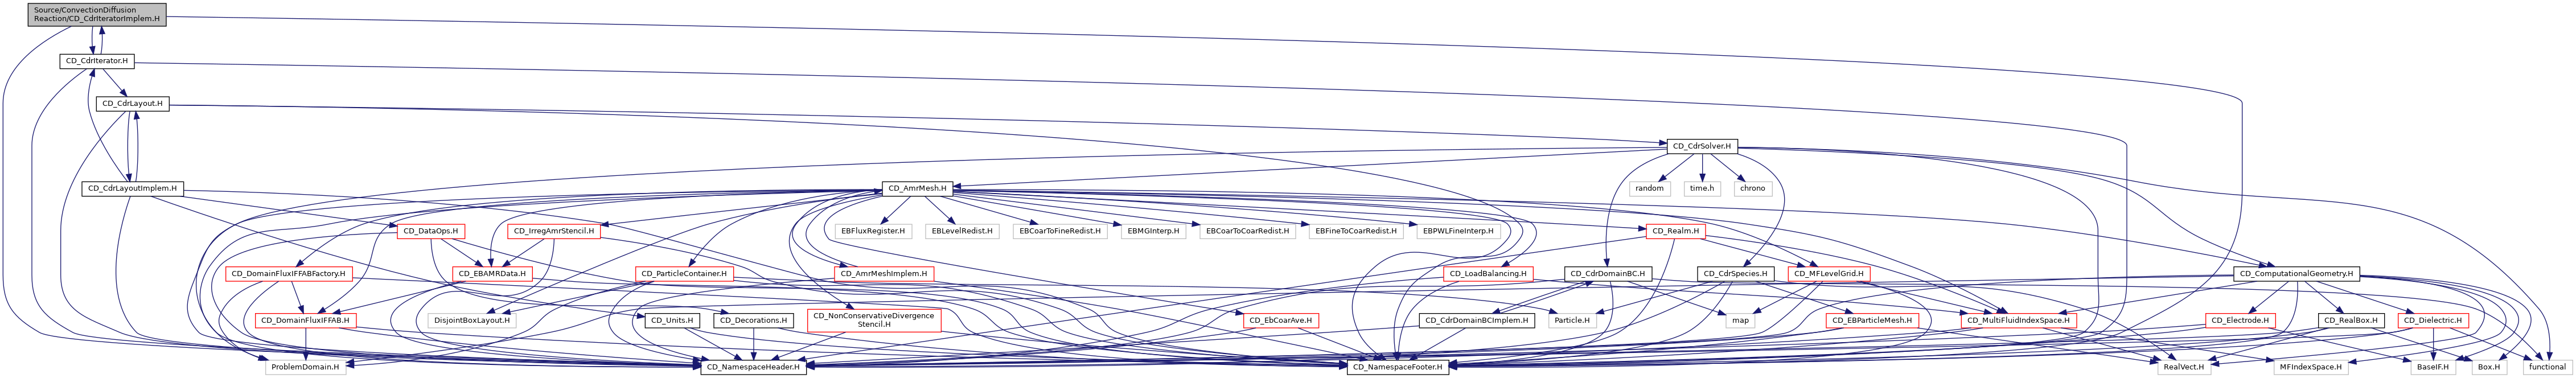 Source/ConvectionDiffusion
Reaction/CD_CdrIteratorImplem.H
CD_CdrIterator.H
CD_CdrLayout.H
CD_CdrSolver.H
CD_CdrLayoutImplem.H
CD_AmrMesh.H
random
time.h
chrono
CD_DataOps.H
CD_IrregAmrStencil.H
EBFluxRegister.H
EBLevelRedist.H
EBCoarToFineRedist.H
EBMGInterp.H
EBCoarToCoarRedist.H
EBFineToCoarRedist.H
EBPWLFineInterp.H
CD_Realm.H
CD_DomainFluxIFFABFactory.H
CD_EBAMRData.H
CD_ParticleContainer.H
CD_AmrMeshImplem.H
CD_LoadBalancing.H
CD_CdrDomainBC.H
CD_CdrSpecies.H
CD_MFLevelGrid.H
CD_ComputationalGeometry.H
CD_DomainFluxIFFAB.H
DisjointBoxLayout.H
CD_Units.H
CD_Decorations.H
CD_NonConservativeDivergence
Stencil.H
CD_EbCoarAve.H
CD_CdrDomainBCImplem.H
Particle.H
map
CD_EBParticleMesh.H
CD_MultiFluidIndexSpace.H
CD_Electrode.H
CD_RealBox.H
CD_Dielectric.H
ProblemDomain.H
CD_NamespaceHeader.H
CD_NamespaceFooter.H
RealVect.H
MFIndexSpace.H
BaseIF.H
Box.H
functional